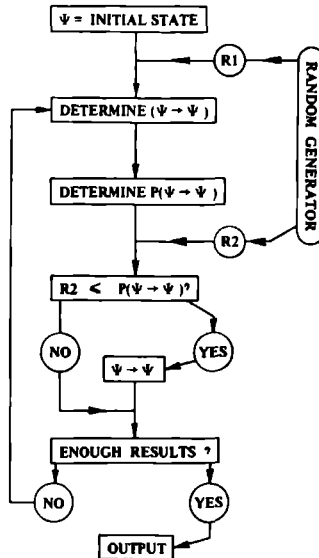 Ψ = INITIAL STATE
R1
RANDOM GENERATOR
DETERMINE (Ψ → Ψ)
DETERMINE P(Ψ → Ψ)
R2
R2 ≤ P(Ψ → Ψ)?
NO
YES
Ψ → Ψ
ENOUGH RESULTS ?
NO
YES
OUTPUT